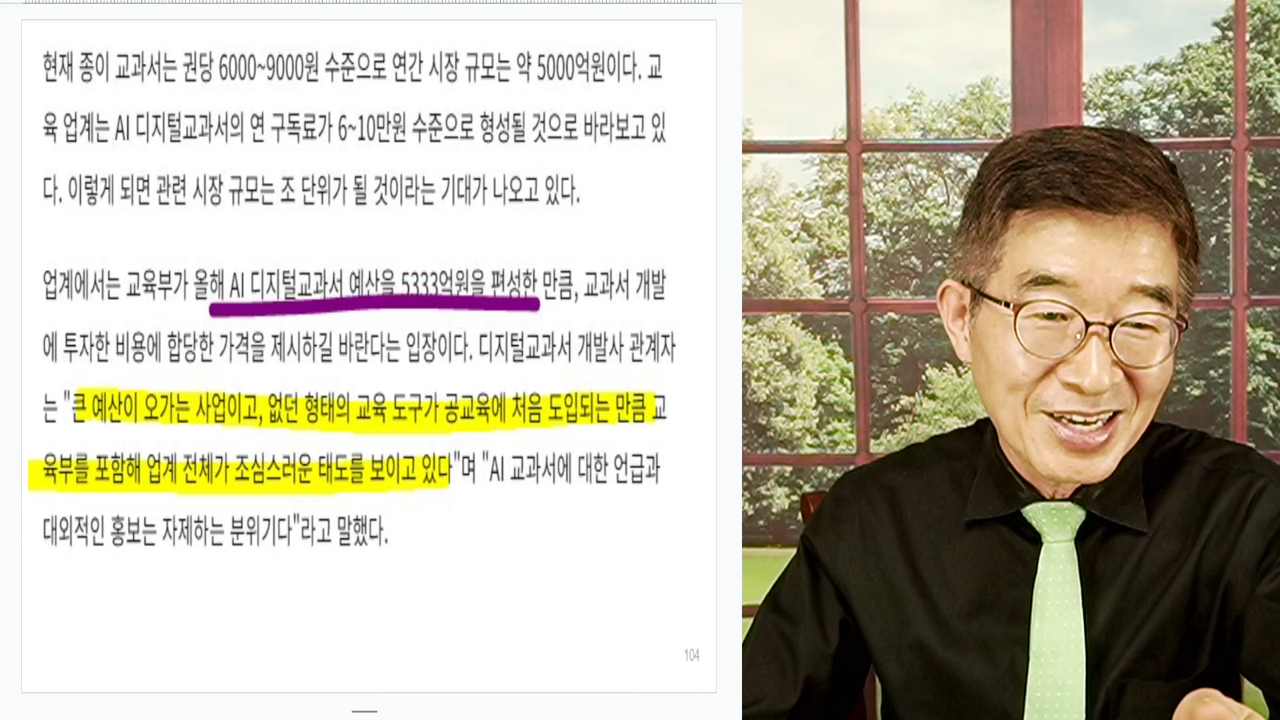 현재 종이 교과서는 권당 6000~9000원 수준으로 연간 시장 규모는 약 5000억원이다. 교
육 업계는 AI 디지털교과서의 연 구독료가 6~10만원 수준으로 형성될 것으로 바라보고 있
다. 이렇게 되면 관련 시장 규모는 조 단위가 될 것이라는 기대가 나오고 있다.
업계에서는 교육부가 올해 AI 디지털교과서 예산을 5333억원을 편성한 만큼, 교과서 개발
에 투자한 비용에 합당한 가격을 제시하길 바란다는 입장이다. 디지털교과서 개발사 관계자
는 "큰 예산이 오가는 사업이고, 없던 형태의 교육 도구가 공교육에 처음 도입되는 만큼 교
육부를 포함해 업계 전체가 조심스러운 태도를 보이고 있다"며 "AI 교과서에 대한 언급과
대외적인 홍보는 자제하는 분위기다"라고 말했다.
104